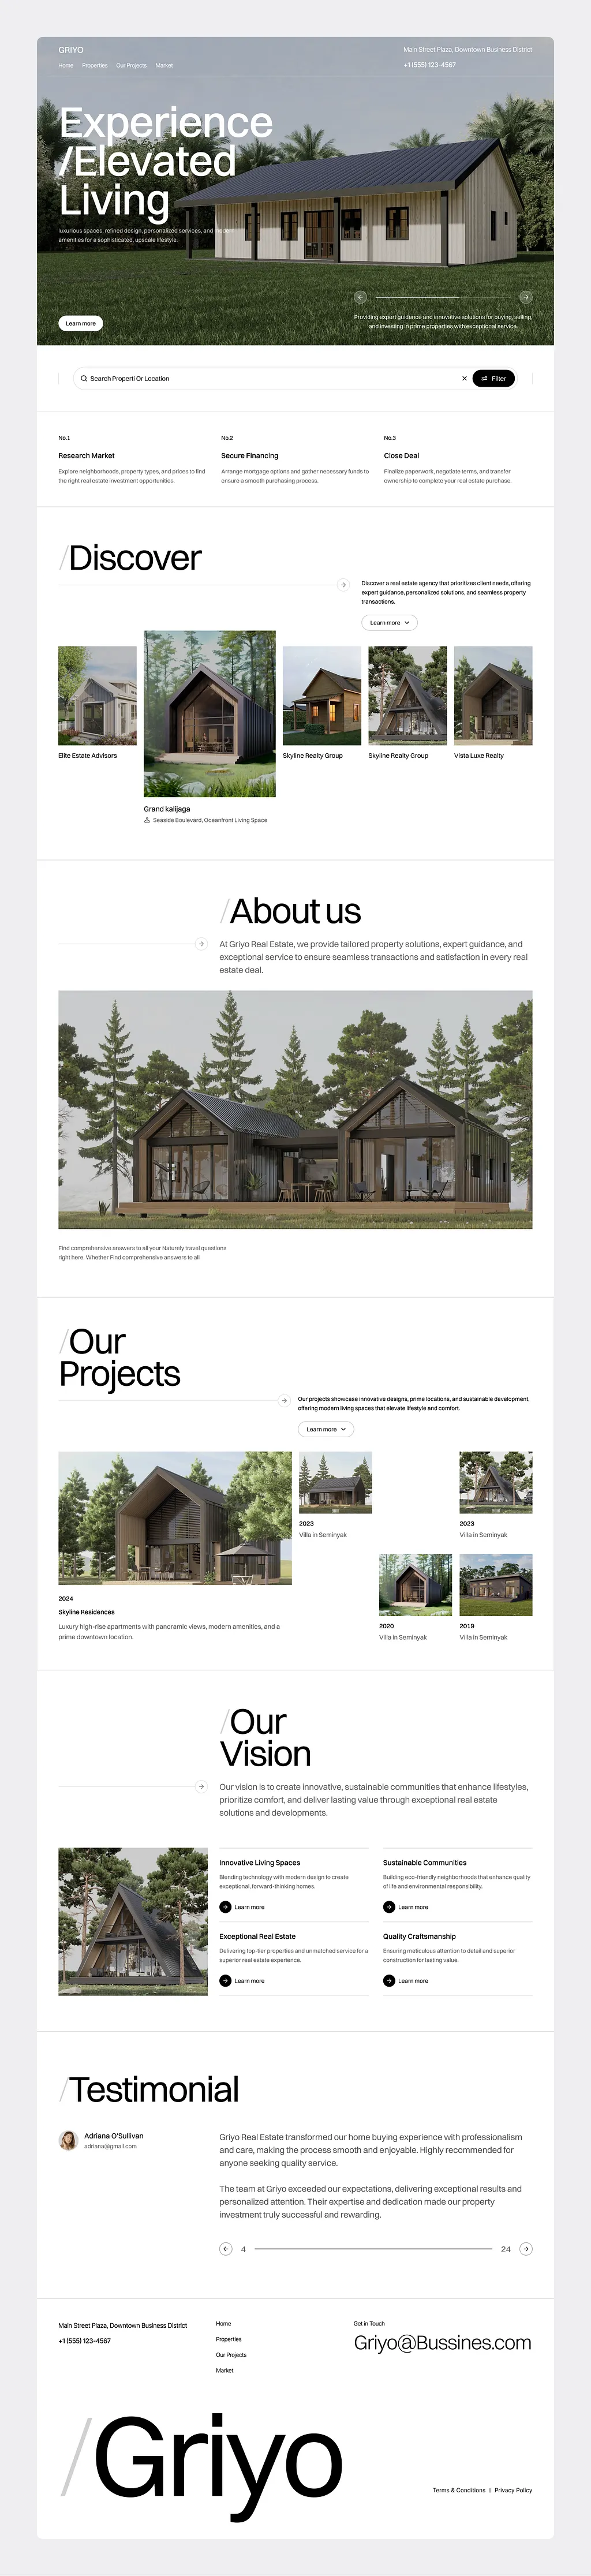 GRIYO
Main Street Plaza, Downtown Business District
Home Properties Our Projects Market
+1 (555) 123-4567
Experience
/Elevated
Living
luxurious spaces, refined design, personalized services, and modern
amenities for a sophisticated, upscale lifestyle.
Learn more
Providing expert guidance and innovative solutions for buying, selling,
and investing in prime properties with exceptional service.
Search Properti Or Location
Filter
No.1
Research Market
Explore neighborhoods, property types, and prices to find
the right real estate investment opportunities.
No.2
Secure Financing
Arrange mortgage options and gather necessary funds to
ensure a smooth purchasing process.
No.3
Close Deal
Finalize paperwork, negotiate terms, and transfer
ownership to complete your real estate purchase.
/Discover
Discover a real estate agency that prioritizes client needs, offering
expert guidance, personalized solutions, and seamless property
transactions.
Learn more
Elite Estate Advisors
Grand kalijaga
Seaside Boulevard, Oceanfront Living Space
Skyline Realty Group
Skyline Realty Group
Vista Luxe Realty
/About us
At Griyo Real Estate, we provide tailored property solutions, expert guidance, and
exceptional service to ensure seamless transactions and satisfaction in every real
estate deal.
Find comprehensive answers to all your Naturely travel questions
right here. Whether Find comprehensive answers to all
/Our
Projects
Our projects showcase innovative designs, prime locations, and sustainable development,
offering modern living spaces that elevate lifestyle and comfort.
Learn more
2024
Skyline Residences
Luxury high-rise apartments with panoramic views, modern amenities, and a
prime downtown location.
2023
Villa in Seminyak
2023
Villa in Seminyak
2020
Villa in Seminyak
2019
Villa in Seminyak
/Our
Vision
Our vision is to create innovative, sustainable communities that enhance lifestyles,
prioritize comfort, and deliver lasting value through exceptional real estate
solutions and developments.
Innovative Living Spaces
Blending technology with modern design to create
exceptional, forward-thinking homes.
Learn more
Sustainable Communities
Building eco-friendly neighborhoods that enhance quality
of life and environmental responsibility.
Learn more
Exceptional Real Estate
Delivering top-tier properties and unmatched service for a
superior real estate experience.
Learn more
Quality Craftsmanship
Ensuring meticulous attention to detail and superior
construction for lasting value.
Learn more
/Testimonial
Adriana O'Sullivan
adriana@gmail.com
Griyo Real Estate transformed our home buying experience with professionalism
and care, making the process smooth and enjoyable. Highly recommended for
anyone seeking quality service.
The team at Griyo exceeded our expectations, delivering exceptional results and
personalized attention. Their expertise and dedication made our property
investment truly successful and rewarding.
4
24
Main Street Plaza, Downtown Business District
+1 (555) 123-4567
Home
Properties
Our Projects
Market
Get in Touch
Griyo@Bussines.com
/Griyo
Terms & Conditions | Privacy Policy